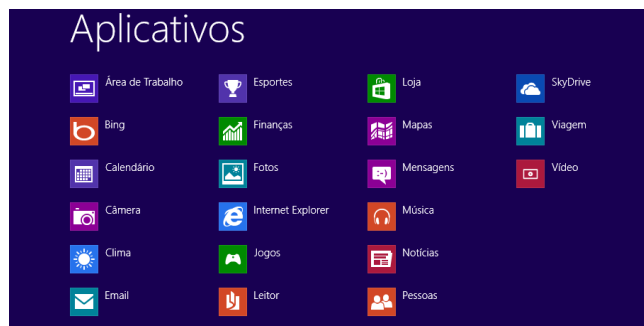 Aplicativos
Área de Trabalho
Bing
Calendário
Câmera
Clima
Email
Esportes
Finanças
Fotos
Internet Explorer
Jogos
Leitor
Loja
Mapas
Mensagens
Música
Notícias
Pessoas
SkyDrive
Viagem
Vídeo